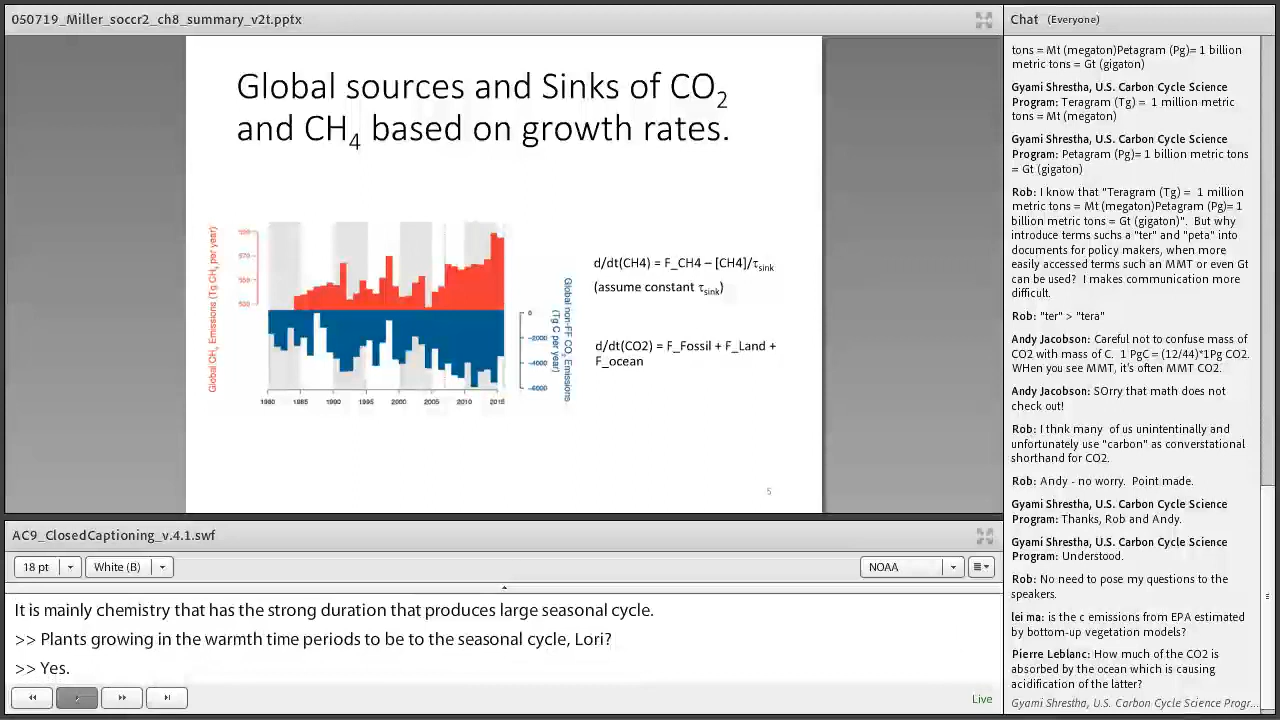 050719_Miller_soccr2_ch8_summary_v2t.pptx
Global sources and Sinks of CO2
and CH4 based on growth rates.
Global CH4 Emissions (Tg CH4 per year)
Global non-FF CO2 Emissions
(Tg C per year)
0
-2000
-4000
-6000
1980 1985 1990 1995 2000 2005 2010 2015
d/dt(CH4) = F_CH4 – [CH4]/τsink
(assume constant τsink)
d/dt(CO2) = F_Fossil + F_Land +
F_ocean
5
AC9_ClosedCaptioning_v.4.1.swf
18 pt
White (B)
NOAA
It is mainly chemistry that has the strong duration that produces large seasonal cycle.
>> Plants growing in the warmth time periods to be to the seasonal cycle, Lori?
>> Yes.
Live
Chat (Everyone)
tons = Mt (megaton)Petagram (Pg)= 1 billion
metric tons = Gt (gigaton)
Gyami Shrestha, U.S. Carbon Cycle Science
Program: Teragram (Tg) = 1 million metric
tons = Mt (megaton)
Gyami Shrestha, U.S. Carbon Cycle Science
Program: Petagram (Pg)= 1 billion metric tons
= Gt (gigaton)
Rob: I know that "Teragram (Tg) = 1 million
metric tons = Mt (megaton)Petagram (Pg)= 1
billion metric tons = Gt (gigaton)". But why
introduce terms suchs a "ter" and "peta" into
documents for policy makers, when more
easily accessed terms such an MMT or even Gt
can be used? I makes communication more
difficult.
Rob: "ter" > "tera"
Andy Jacobson: Careful not to confuse mass of
CO2 with mass of C. 1 PgC = (12/44)*1Pg CO2.
WHen you see MMT, it's often MMT CO2.
Andy Jacobson: SOrry that math does not
check out!
Rob: I thnk many of us unintentinally and
unfortunately use "carbon" as converstational
shorthand for CO2.
Rob: Andy - no worry. Point made.
Gyami Shrestha, U.S. Carbon Cycle Science
Program: Thanks, Rob and Andy.
Gyami Shrestha, U.S. Carbon Cycle Science
Program: Understood.
Rob: No need to pose my questions to the
speakers.
lei ma: is the c emissions from EPA estimated
by bottom-up vegetation models?
Pierre Leblanc: How much of the CO2 is
absorbed by the ocean which is causing
acidification of the latter?
Gyami Shrestha, U.S. Carbon Cycle Science Progr...